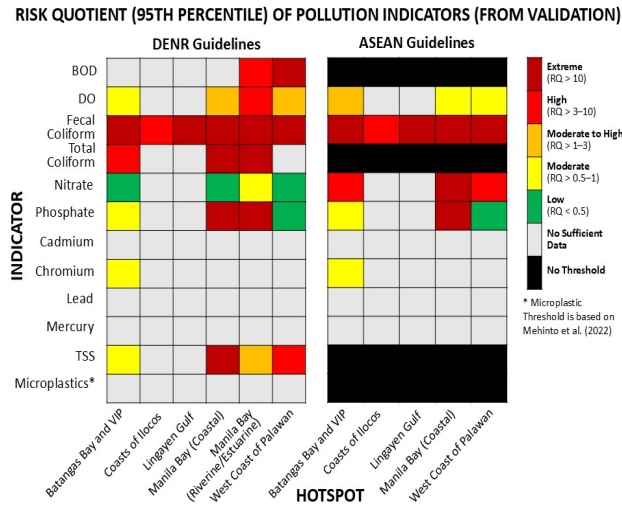 RISK QUOTIENT (95TH PERCENTILE) OF POLLUTION INDICATORS (FROM VALIDATION)
DENR Guidelines
ASEAN Guidelines
INDICATOR
BOD
DO
Fecal
Coliform
Total
Coliform
Nitrate
Phosphate
Cadmium
Chromium
Lead
Mercury
TSS
Microplastics*
Batangas Bay and VIP
Coasts of Ilocos
Lingayen Gulf
Manila Bay (Coastal)
Manila Bay
(Riverine/Estuarine)
West Coast of Palawan
Batangas Bay and VIP
Coasts of Ilocos
Lingayen Gulf
Manila Bay (Coastal)
West Coast of Palawan
HOTSPOT
Extreme
(RQ > 10)
High
(RQ > 3–10)
Moderate to High
(RQ > 1–3)
Moderate
(RQ > 0.5–1)
Low
(RQ < 0.5)
No Sufficient
Data
No Threshold
* Microplastic
Threshold is based on
Mehinto et al. (2022)